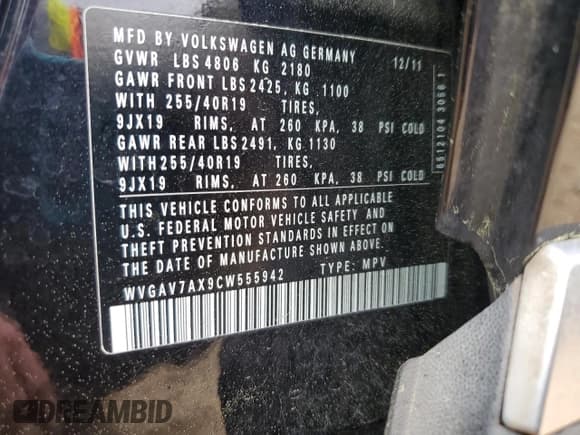 MFD BY VOLKSWAGEN AG GERMANY
GVWR LBS 4806 KG 2180 12/11
GAWR FRONT LBS 2425, KG 1100
WITH 255/40R19 TIRES,
9JX19 RIMS, AT 260 KPA, 38 PSI COLD
GAWR REAR LBS 2491, KG 1130
WITH 255/40R19 TIRES,
9JX19 RIMS, AT 260 KPA, 38 PSI COLD
THIS VEHICLE CONFORMS TO ALL APPLICABLE
U.S. FEDERAL MOTOR VEHICLE SAFETY AND
THEFT PREVENTION STANDARDS IN EFFECT ON
THE DATE OF MANUFACTURE SHOWN ABOVE.
WVGAV7AX9CW555942 TYPE: MPV
6512104 3066 1
DREAMBID